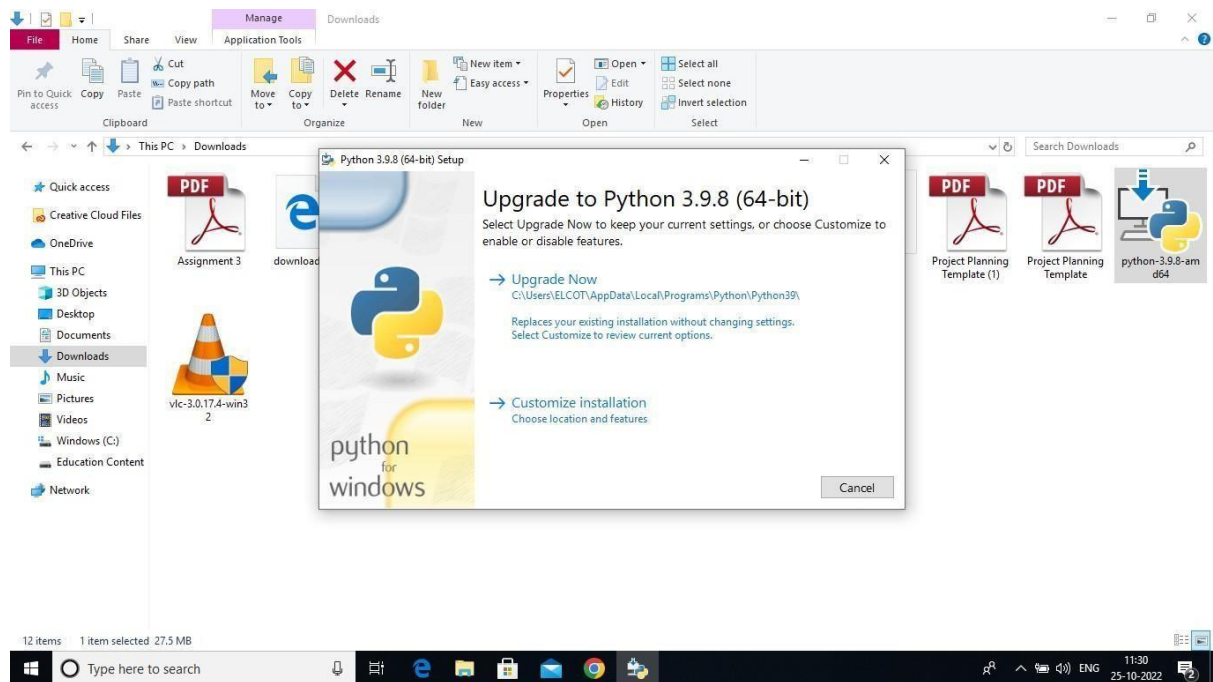 Manage
Downloads
File
Home
Share
View
Application Tools
Pin to Quick
access
Copy
Paste
Cut
Copy path
Paste shortcut
Clipboard
Move
to
Copy
to
Delete
Rename
Organize
New
folder
New item
Easy access
New
Properties
Open
Edit
History
Open
Select all
Select none
Invert selection
Select
This PC
Downloads
Search Downloads
Quick access
Creative Cloud Files
OneDrive
This PC
3D Objects
Desktop
Documents
Downloads
Music
Pictures
Videos
Windows (C:)
Education Content
Network
PDF
Assignment 3
download
vlc-3.0.17.4-win3
2
Python 3.9.8 (64-bit) Setup
Upgrade to Python 3.9.8 (64-bit)
Select Upgrade Now to keep your current settings, or choose Customize to
enable or disable features.
Upgrade Now
C:\Users\ELCOT\AppData\Local\Programs\Python\Python39\
Replaces your existing installation without changing settings.
Select Customize to review current options.
Customize installation
Choose location and features
python
for
windows
Cancel
PDF
Project Planning
Template (1)
PDF
Project Planning
Template
python-3.9.8-am
d64
12 items
1 item selected 27.5 MB
Type here to search
ENG
11:30
25-10-2022
2